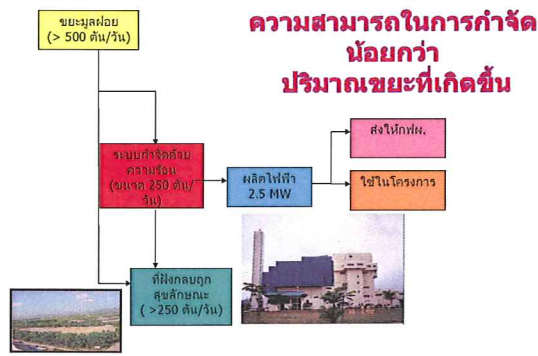 ขยะมูลฝอย
(> 500 ตัน/วัน)
ความสามารถในการกำจัด
น้อยกว่า
ปริมาณขยะที่เกิดขึ้น
ส่งให้กฟผ.
ระบบกำจัดด้วย
ความร้อน
(ขนาด 250 ตัน/
วัน)
ผลิตไฟฟ้า
2.5 MW
ใช้ในโครงการ
ที่ฝังกลบถูก
สุขลักษณะ
( >250 ตัน/วัน)